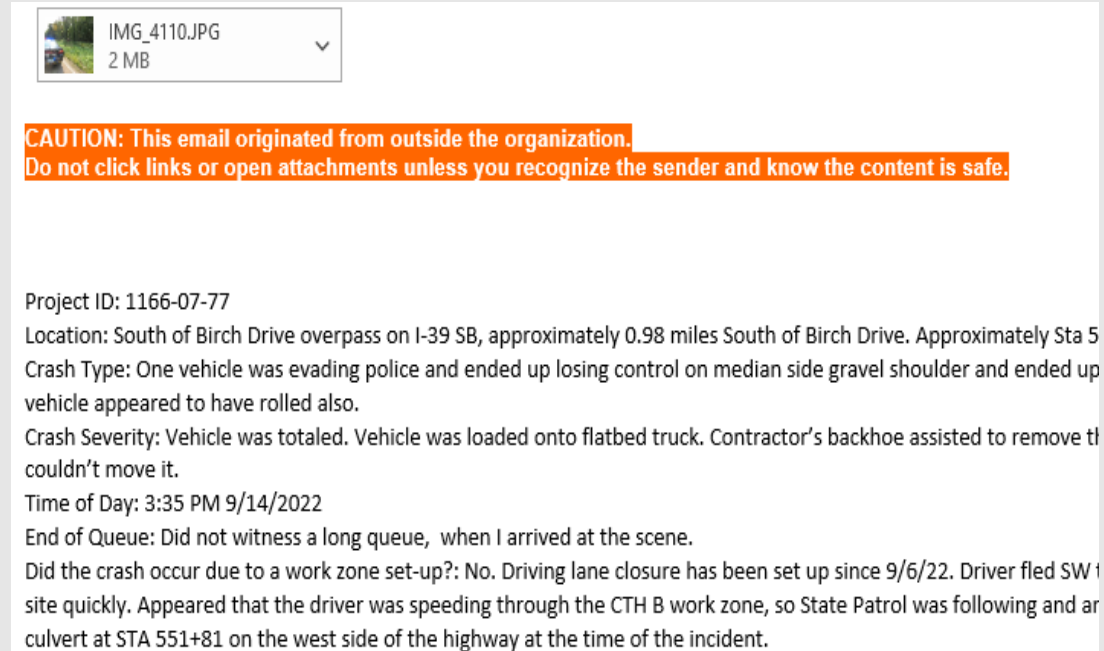 IMG_4110.JPG
2 MB
CAUTION: This email originated from outside the organization.
Do not click links or open attachments unless you recognize the sender and know the content is safe.
Project ID: 1166-07-77
Location: South of Birch Drive overpass on I-39 SB, approximately 0.98 miles South of Birch Drive. Approximately Sta 5
Crash Type: One vehicle was evading police and ended up losing control on median side gravel shoulder and ended up
vehicle appeared to have rolled also.
Crash Severity: Vehicle was totaled. Vehicle was loaded onto flatbed truck. Contractor’s backhoe assisted to remove
couldn’t move it.
Time of Day: 3:35 PM 9/14/2022
End of Queue: Did not witness a long queue,  when I arrived at the scene.
Did the crash occur due to a work zone set-up?: No. Driving lane closure has been set up since 9/6/22. Driver fled SW
site quickly. Appeared that the driver was speeding through the CTH B work zone, so State Patrol was following and
culvert at STA 551+81 on the west side of the highway at the time of the incident.